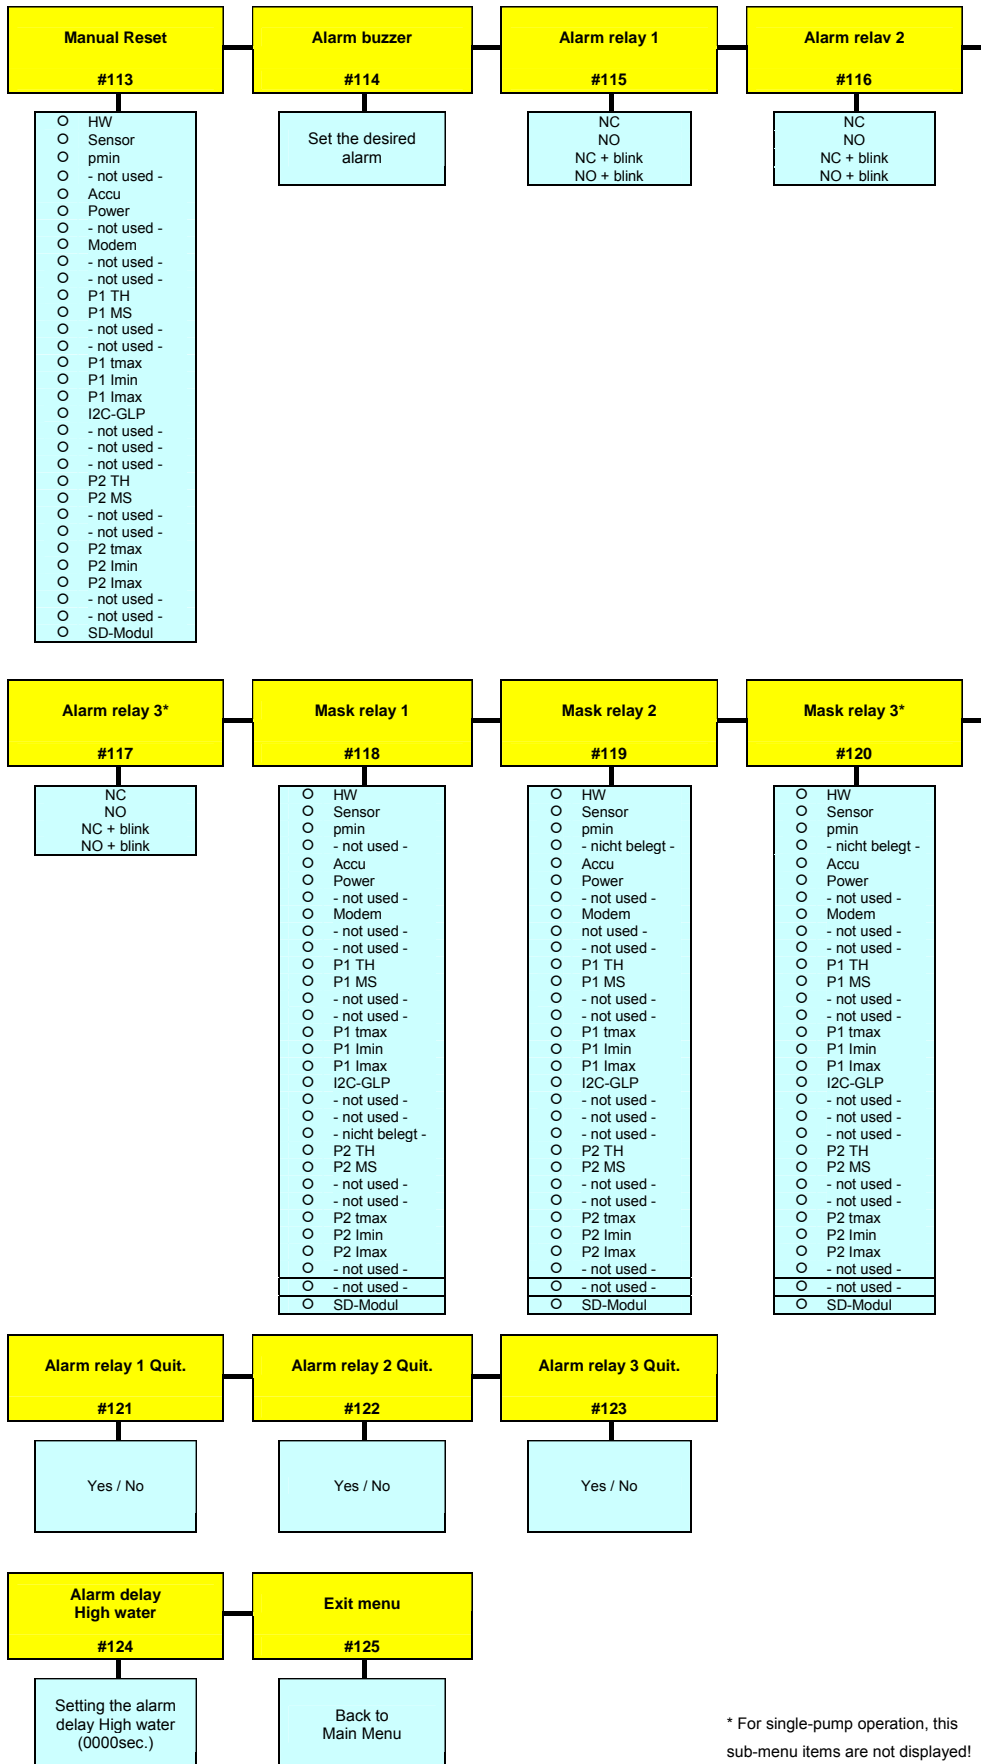 Manual Reset
#113
Alarm buzzer
#114
Alarm relay 1
#115
Alarm relav 2
#116
O HW
O Sensor
O pmin
O - not used -
O Accu
O Power
O - not used -
O Modem
O - not used -
O - not used -
O P1 TH
O P1 MS
O - not used -
O - not used -
O P1 tmax
O P1 Imin
O P1 Imax
O I2C-GLP
O - not used -
O - not used -
O - not used -
O P2 TH
O P2 MS
O - not used -
O - not used -
O P2 tmax
O P2 Imin
O P2 Imax
O - not used -
O - not used -
O SD-Modul
Set the desired
alarm
NC
NO
NC + blink
NO + blink
NC
NO
NC + blink
NO + blink
Alarm relay 3*
#117
Mask relay 1
#118
Mask relay 2
#119
Mask relay 3*
#120
NC
NO
NC + blink
NO + blink
O HW
O Sensor
O pmin
O - not used -
O Accu
O Power
O - not used -
O Modem
O - not used -
O - not used -
O P1 TH
O P1 MS
O - not used -
O - not used -
O P1 tmax
O P1 Imin
O P1 Imax
O I2C-GLP
O - not used -
O - not used -
O - nicht belegt -
O P2 TH
O P2 MS
O - not used -
O - not used -
O P2 tmax
O P2 Imin
O P2 Imax
O - not used -
O - not used -
O SD-Modul
O HW
O Sensor
O pmin
O - nicht belegt -
O Accu
O Power
O - not used -
O Modem
O not used -
O - not used -
O P1 TH
O P1 MS
O - not used -
O - not used -
O P1 tmax
O P1 Imin
O P1 Imax
O I2C-GLP
O - not used -
O - not used -
O - not used -
O P2 TH
O P2 MS
O - not used -
O - not used -
O P2 tmax
O P2 Imin
O P2 Imax
O - not used -
O - not used -
O SD-Modul
O HW
O Sensor
O pmin
O - nicht belegt -
O Accu
O Power
O - not used -
O Modem
O - not used -
O - not used -
O P1 TH
O P1 MS
O - not used -
O - not used -
O P1 tmax
O P1 Imin
O P1 Imax
O I2C-GLP
O - not used -
O - not used -
O - not used -
O P2 TH
O P2 MS
O - not used -
O - not used -
O P2 tmax
O P2 Imin
O P2 Imax
O - not used -
O - not used -
O SD-Modul
Alarm relay 1 Quit.
#121
Alarm relay 2 Quit.
#122
Alarm relay 3 Quit.
#123
Yes / No
Yes / No
Yes / No
Alarm delay
High water
#124
Exit menu
#125
Setting the alarm
delay High water
(0000sec.)
Back to
Main Menu
* For single-pump operation, this
sub-menu items are not displayed!